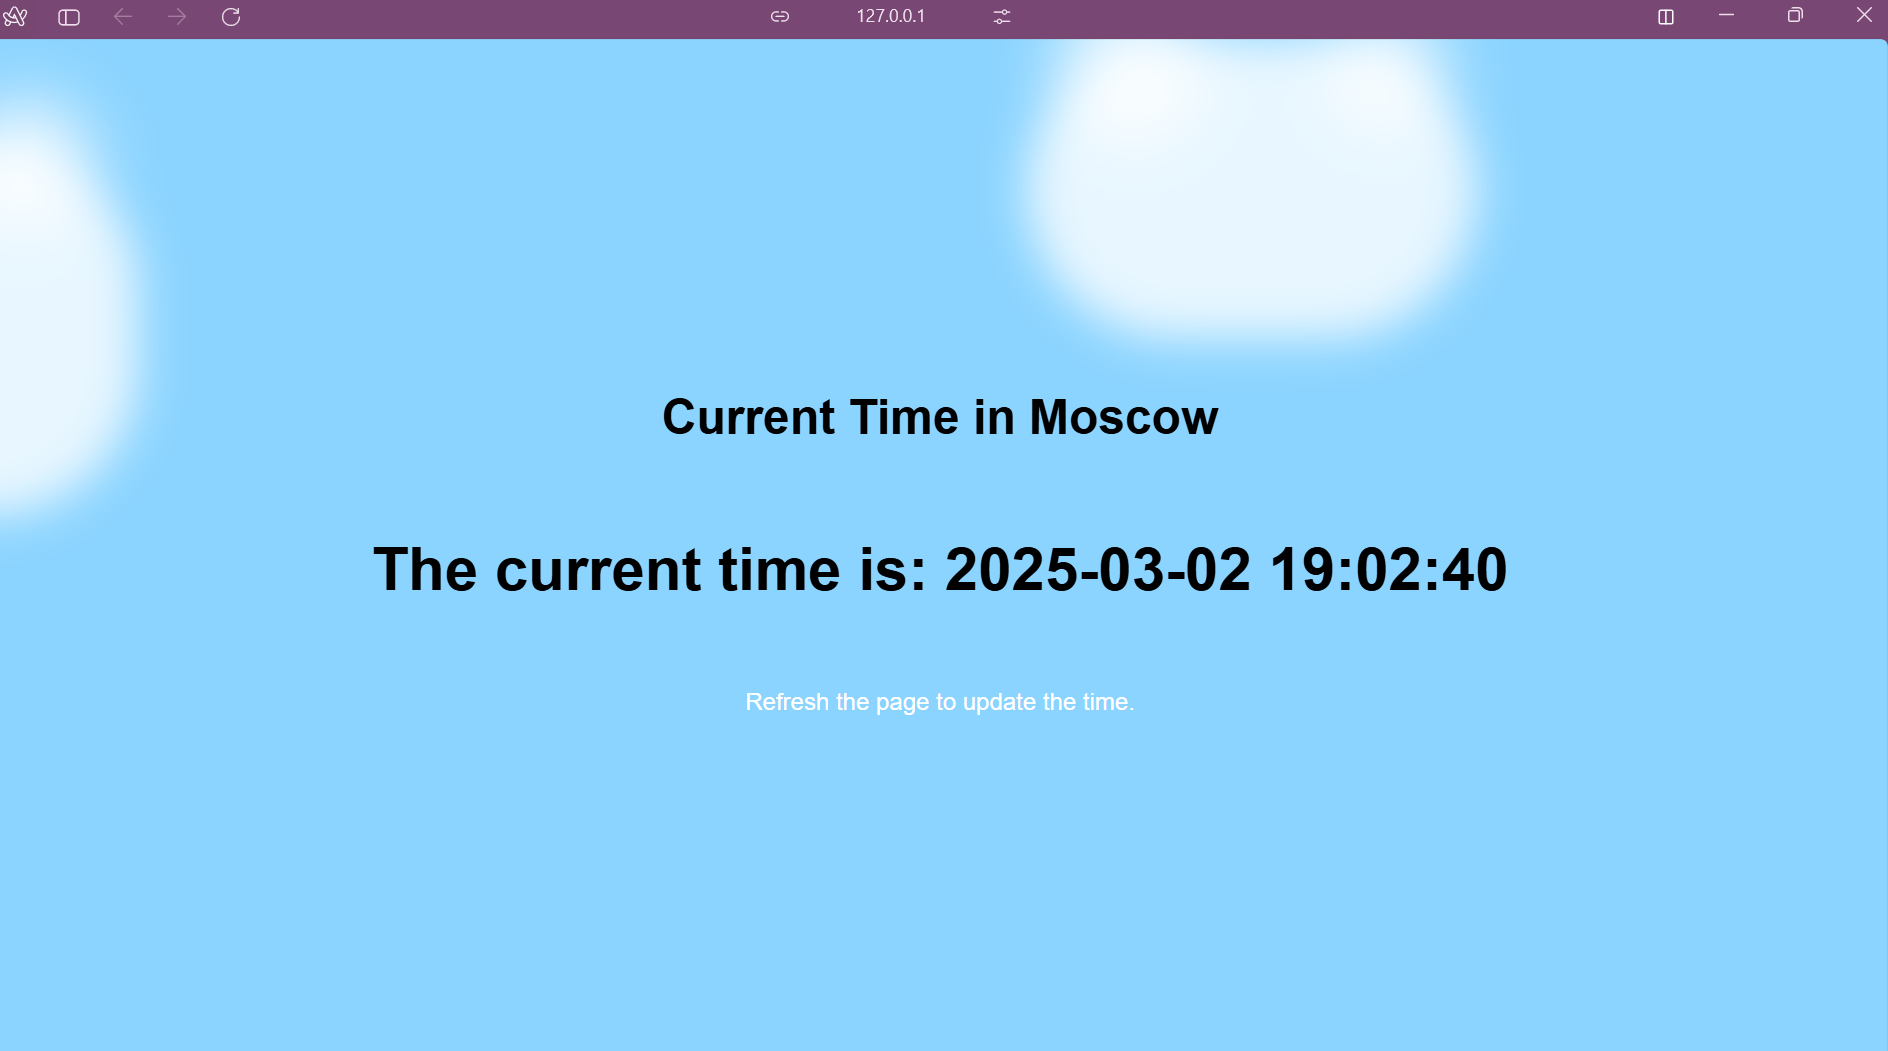 127.0.0.1
Current Time in Moscow
The current time is: 2025-03-02 19:02:40
Refresh the page to update the time.